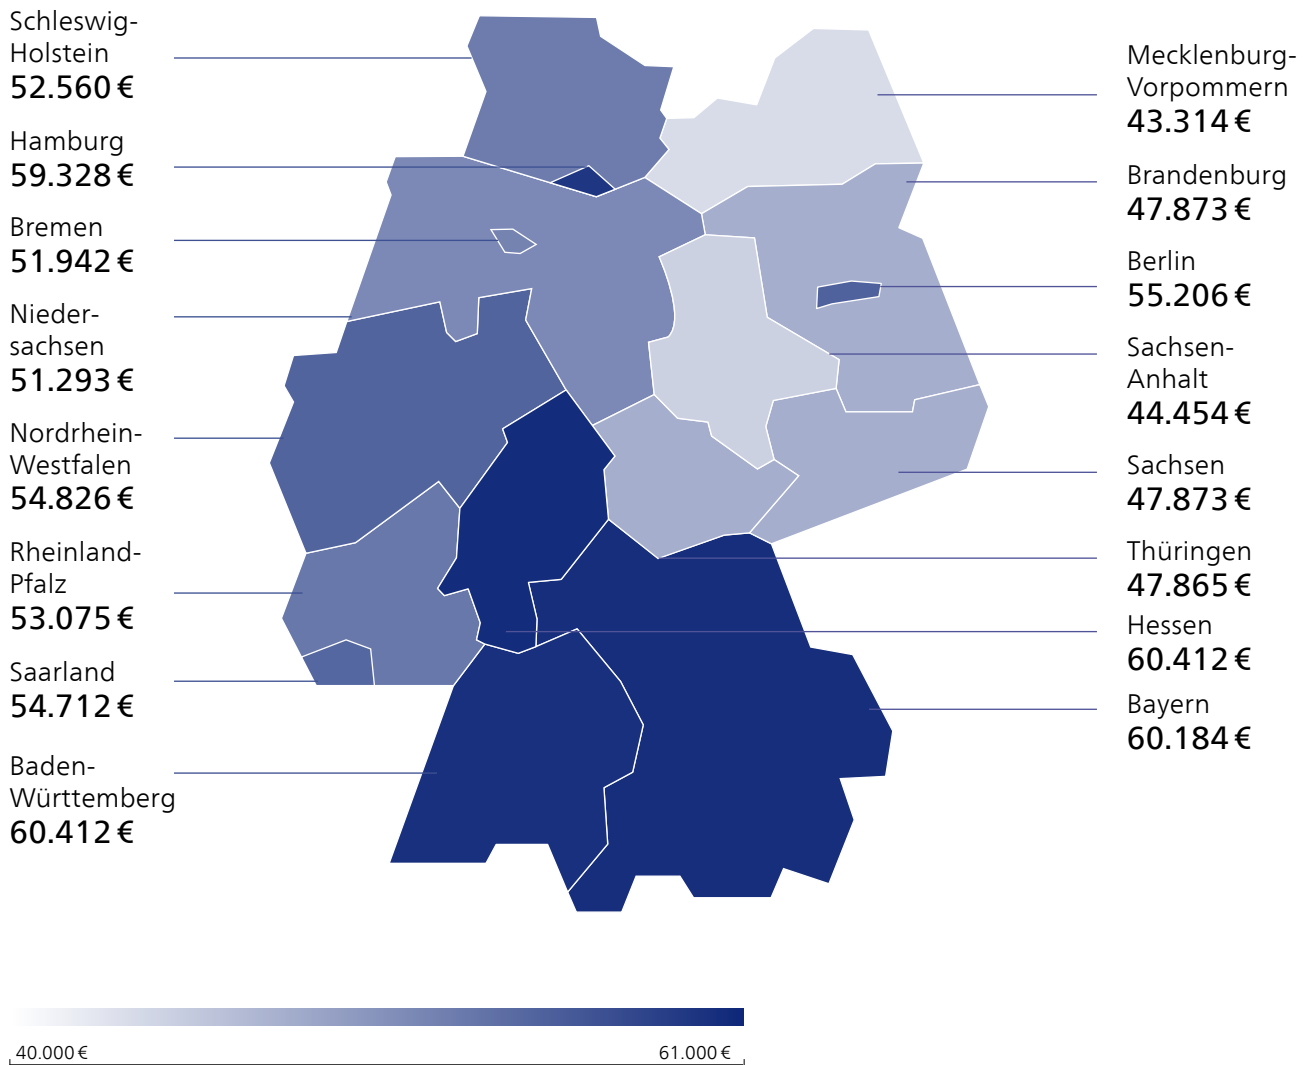 Schleswig-
Holstein
52.560 €
Hamburg
59.328 €
Bremen
51.942 €
Nieder-
sachsen
51.293 €
Nordrhein-
Westfalen
54.826 €
Rheinland-
Pfalz
53.075 €
Saarland
54.712 €
Baden-
Württemberg
60.412 €
Mecklenburg-
Vorpommern
43.314 €
Brandenburg
47.873 €
Berlin
55.206 €
Sachsen-
Anhalt
44.454 €
Sachsen
47.873 €
Thüringen
47.865 €
Hessen
60.412 €
Bayern
60.184 €
40.000 €
61.000 €